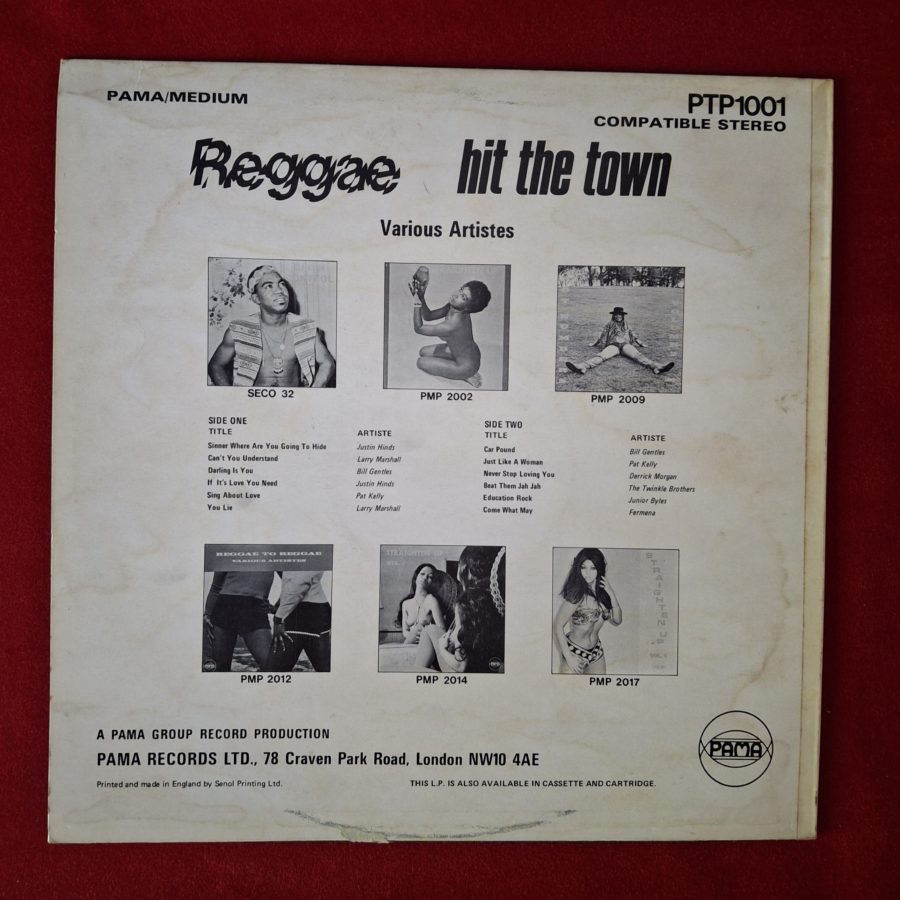 PAMA/MEDIUM
PTP1001
COMPATIBLE STEREO
Reggae hit the town
Various Artistes
SECO 32
PMP 2002
PMP 2009
SIDE ONE
TITLE ARTISTE
Sinner Where Are You Going To Hide Justin Hinds
Can't You Understand Larry Marshall
Darling Is You Bill Gentles
If It's Love You Need Justin Hinds
Sing About Love Pat Kelly
You Lie Larry Marshall
SIDE TWO
TITLE ARTISTE
Car Pound Bill Gentles
Just Like A Woman Pat Kelly
Never Stop Loving You Derrick Morgan
Beat Them Jah Jah The Twinkle Brothers
Education Rock Junior Byles
Come What May Fermena
REGGAE TO REGGAE
VARIOUS ARTISTES
STRAIGHTEN UP
VOL.
STRAIGHTEN UP
VOL.
PMP 2012
PMP 2014
PMP 2017
A PAMA GROUP RECORD PRODUCTION
PAMA RECORDS LTD., 78 Craven Park Road, London NW10 4AE
Printed and made in England by Senol Printing Ltd.
THIS L.P. IS ALSO AVAILABLE IN CASSETTE AND CARTRIDGE.
PAMA